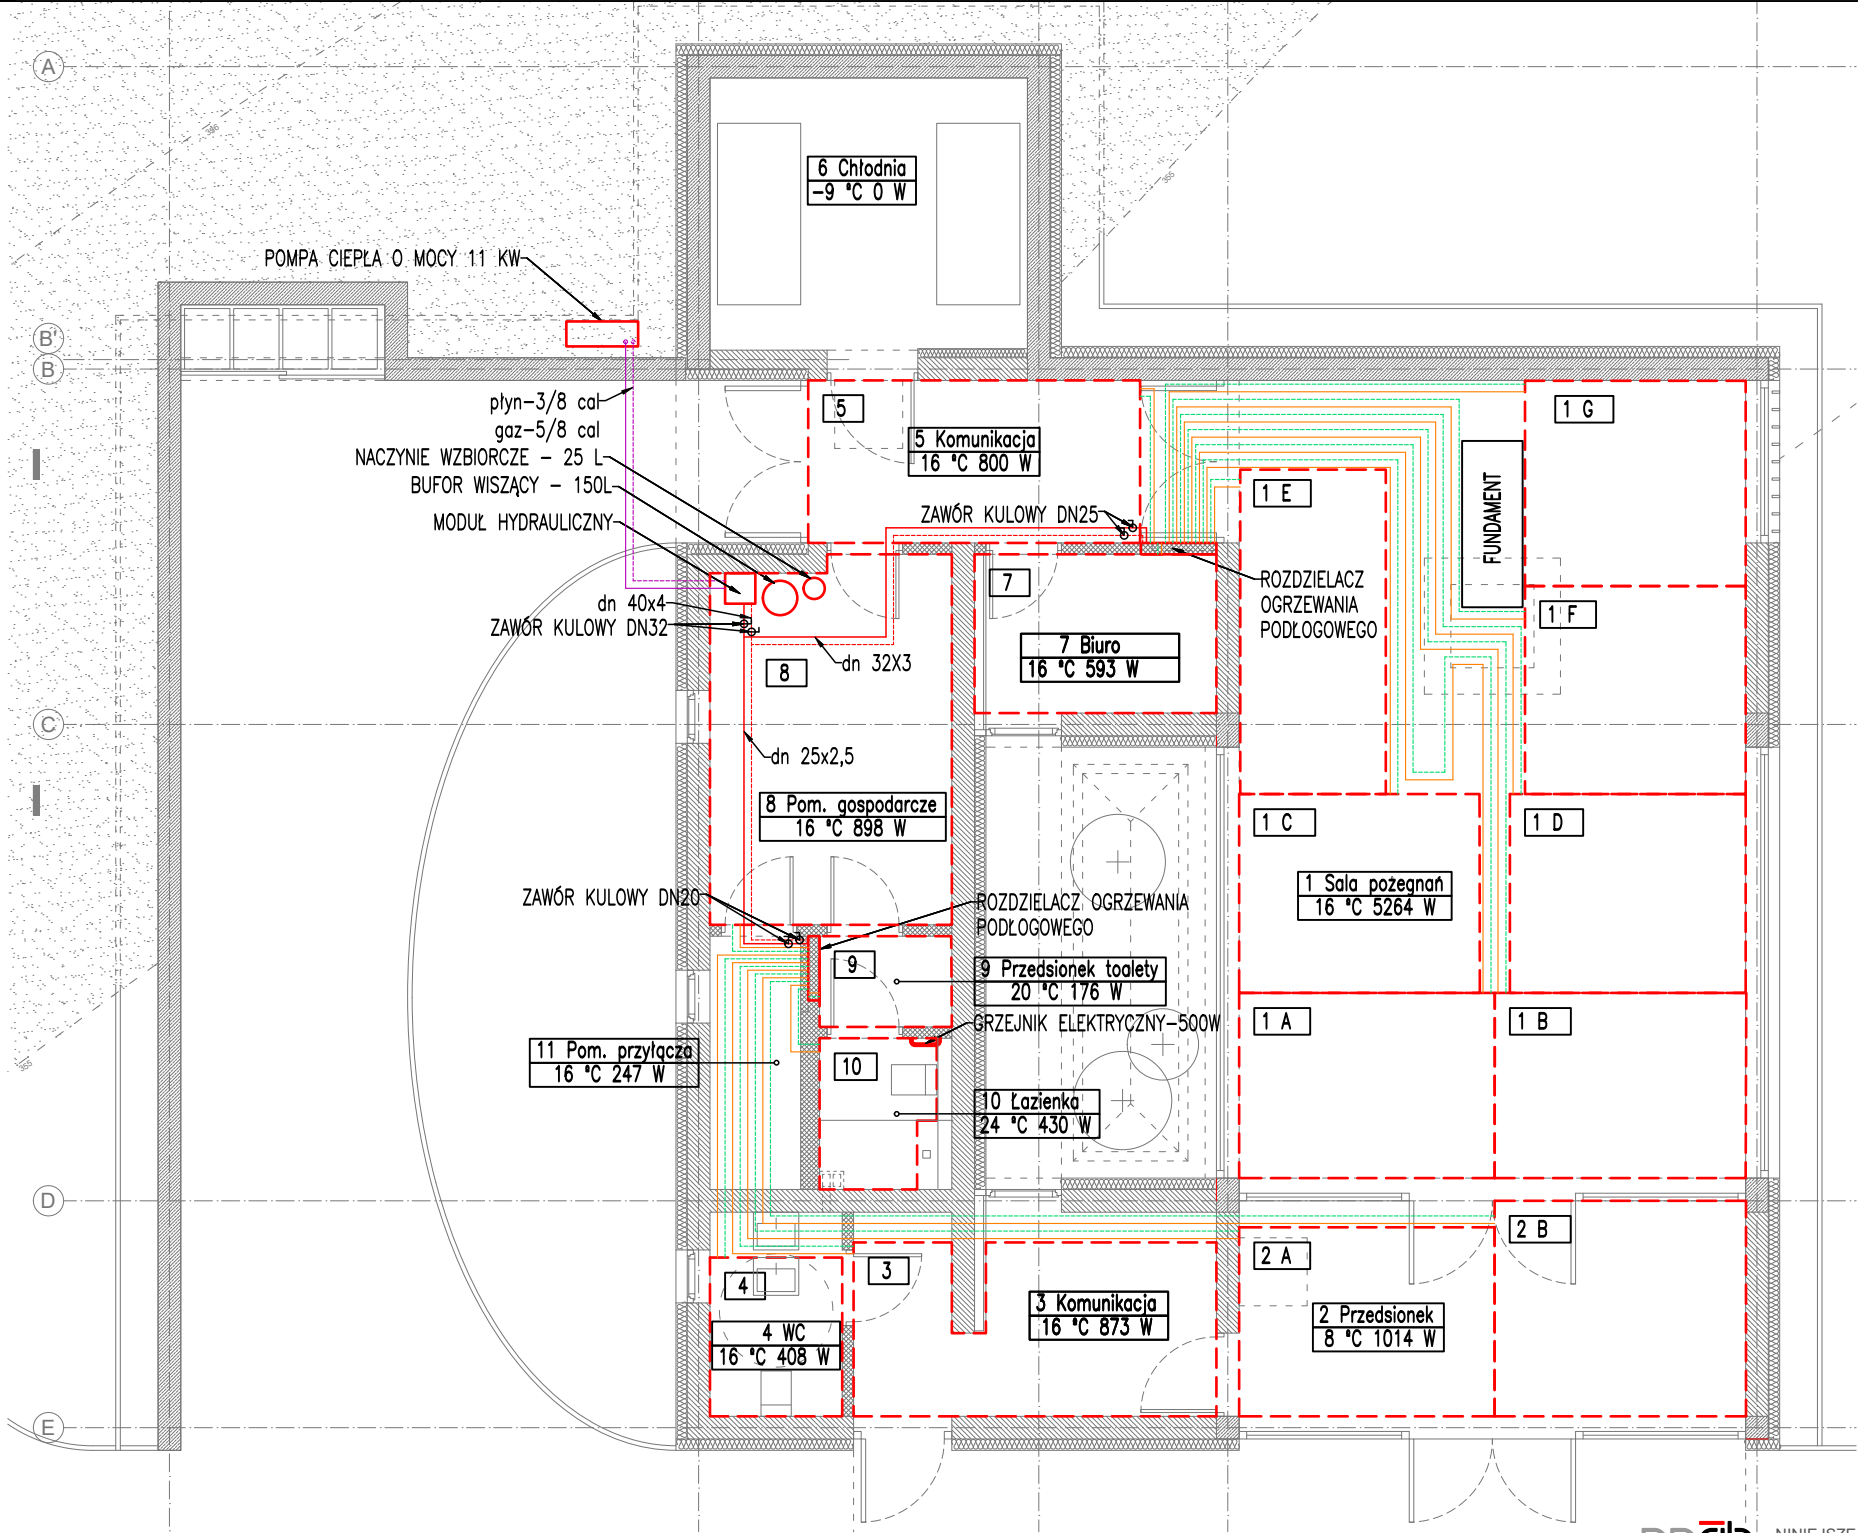 A
386
6 Chłodnia
-9 °C 0 W
355
POMPA CIEPŁA O MOCY 11 KW
B'
B
płyn-3/8 cal
gaz-5/8 cal
NACZYNIE WZBIORCZE - 25 L
BUFOR WISZĄCY - 150L
MODUŁ HYDRAULICZNY
5
5 Komunikacja
16 °C 800 W
1 G
1 E
FUNDAMENT
ZAWÓR KULOWY DN25
7
ROZDZIELACZ
OGRZEWANIA
PODŁOGOWEGO
1 F
dn 40x4
ZAWÓR KULOWY DN32
7 Biuro
16 °C 593 W
dn 32X3
8
C
dn 25x2,5
8 Pom. gospodarcze
16 °C 898 W
1 C
1 D
1 Sala pożegnań
16 °C 5264 W
ZAWÓR KULOWY DN20
ROZDZIELACZ OGRZEWANIA
PODŁOGOWEGO
9
9 Przedsionek toalety
20 °C 176 W
GRZEJNIK ELEKTRYCZNY-500W
1 A
1 B
11 Pom. przyłącza
16 °C 247 W
355
10
10 Łazienka
24 °C 430 W
D
2 B
2 A
3
4
3 Komunikacja
16 °C 873 W
2 Przedsionek
8 °C 1014 W
4 WC
16 °C 408 W
E